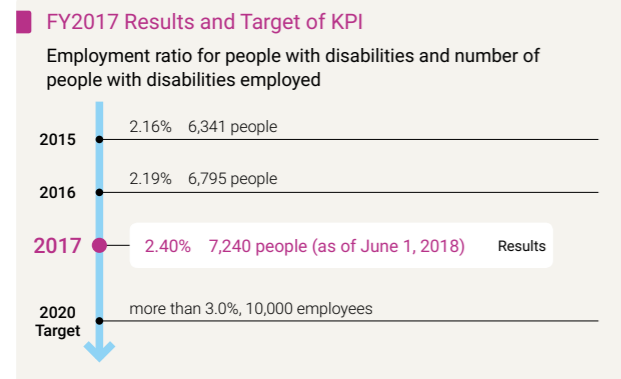 FY2017 Results and Target of KPI
Employment ratio for people with disabilities and number of
people with disabilities employed
2.16% 6,341 people
2015
2.19% 6,795 people
2016
2017 2.40% 7,240 people (as of June 1, 2018) Results
more than 3.0%, 10,000 employees
2020
Target